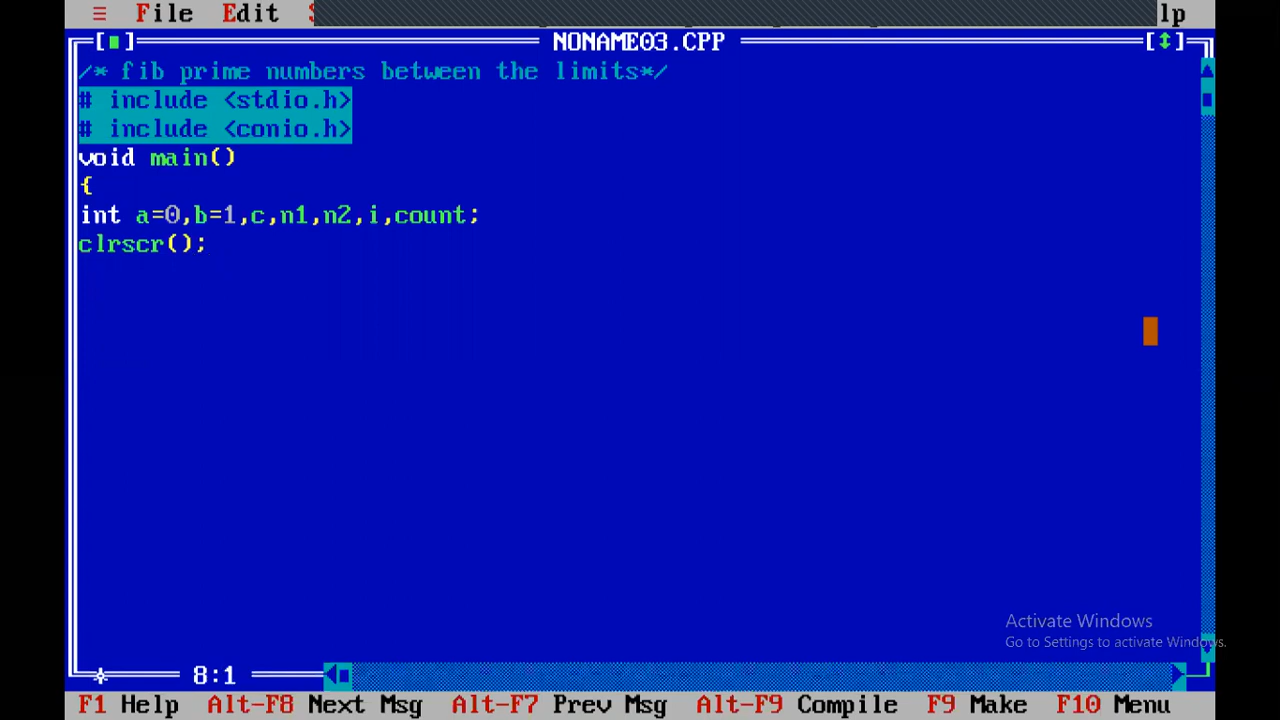 ≡ File Edit lp
[■] NONAME03.CPP [↕]
/* fib prime numbers between the limits*/
# include <stdio.h>
# include <conio.h>
void main()
{
int a=0,b=1,c,n1,n2,i,count;
clrscr();
Activate Windows
Go to Settings to activate Windows.
8:1
F1 Help Alt-F8 Next Msg Alt-F7 Prev Msg Alt-F9 Compile F9 Make F10 Menu